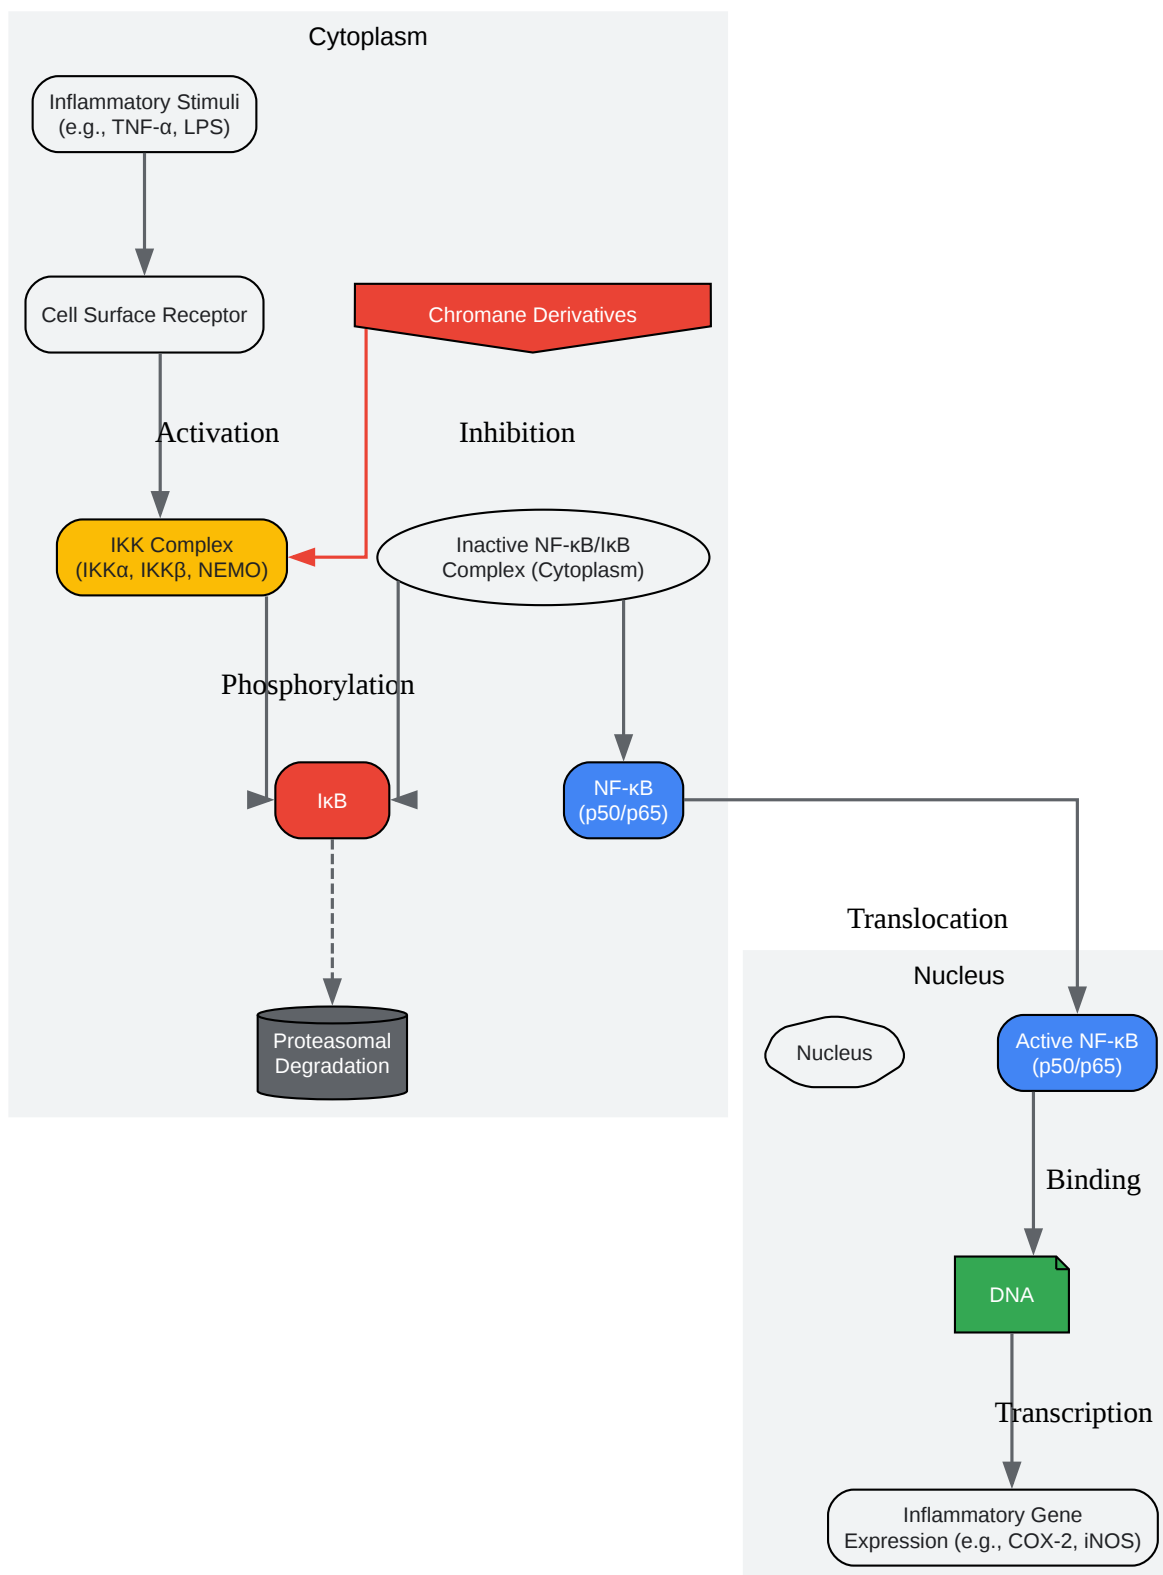 Cytoplasm
Inflammatory Stimuli
(e.g., TNF-α, LPS)
Cell Surface Receptor
Chromane Derivatives
Activation
Inhibition
IKK Complex
(IKKα, IKKβ, NEMO)
Inactive NF-κB/IκB
Complex (Cytoplasm)
Phosphorylation
IκB
NF-κB
(p50/p65)
Translocation
Nucleus
Proteasomal
Degradation
Nucleus
Active NF-κB
(p50/p65)
Binding
DNA
Transcription
Inflammatory Gene
Expression (e.g., COX-2, iNOS)